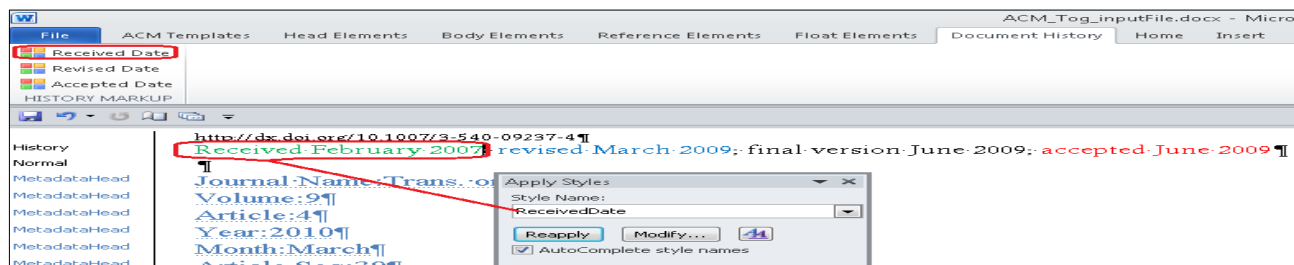 W ACM_Tog_inputFile.docx - Micro
File ACM Templates Head Elements Body Elements Reference Elements Float Elements Document History Home Insert
Received Date
Revised Date
Accepted Date
HISTORY MARKUP
http://dx.doi.org/10.1007/3-540-09237-4¶
History Received·February·2007; revised·March·2009; final·version·June·2009; accepted·June·2009¶
Normal ¶
MetadataHead Journal·Name:Trans.·o
Apply Styles
MetadataHead Volume:9¶
Style Name:
MetadataHead Article:4¶
ReceivedDate
MetadataHead Year:2010¶
Reapply Modify...
MetadataHead Month:March¶
AutoComplete style names
MetadataHead